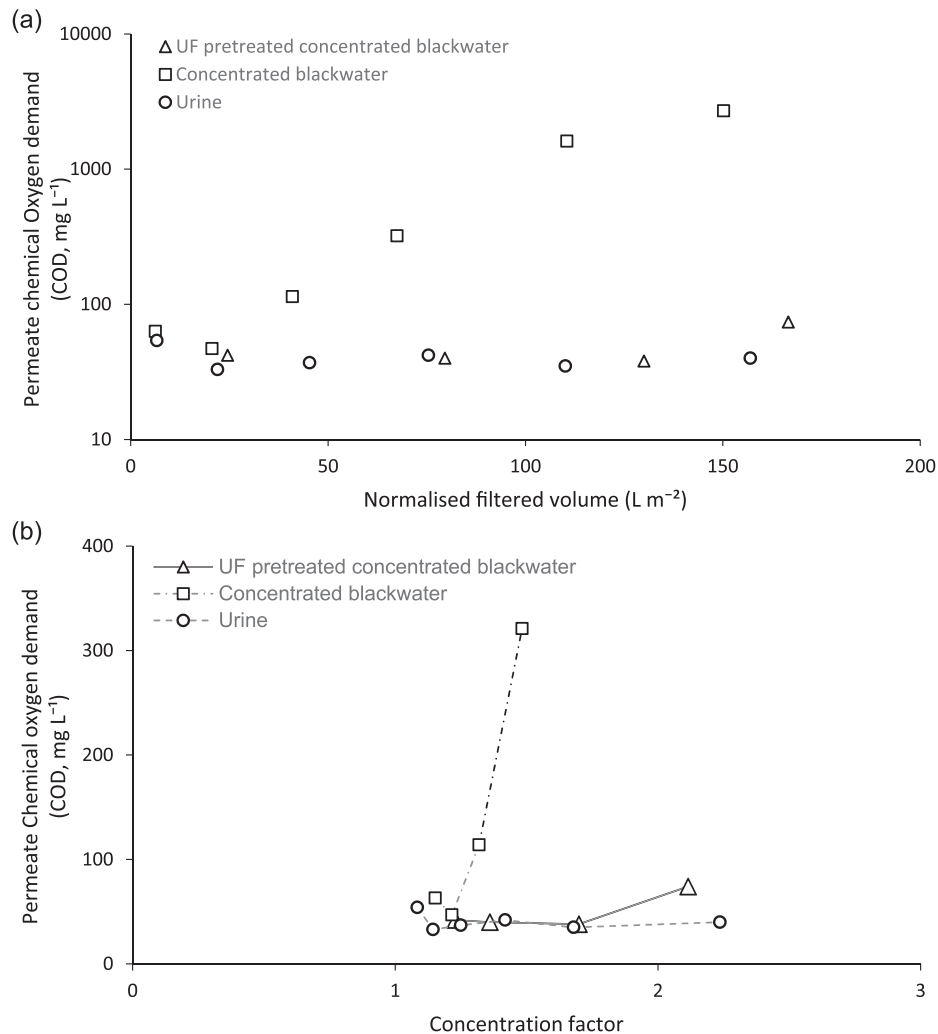 (a)
10000
1000
100
10
Permeate chemical Oxygen demand
(COD, mg L⁻¹)
UF pretreated concentrated blackwater
Concentrated blackwater
Urine
0
50
100
150
200
Normalised filtered volume (L m⁻²)
(b)
400
300
200
100
0
Permeate Chemical oxygen demand
(COD, mg L⁻¹)
UF pretreated concentrated blackwater
Concentrated blackwater
Urine
0
1
2
3
Concentration factor